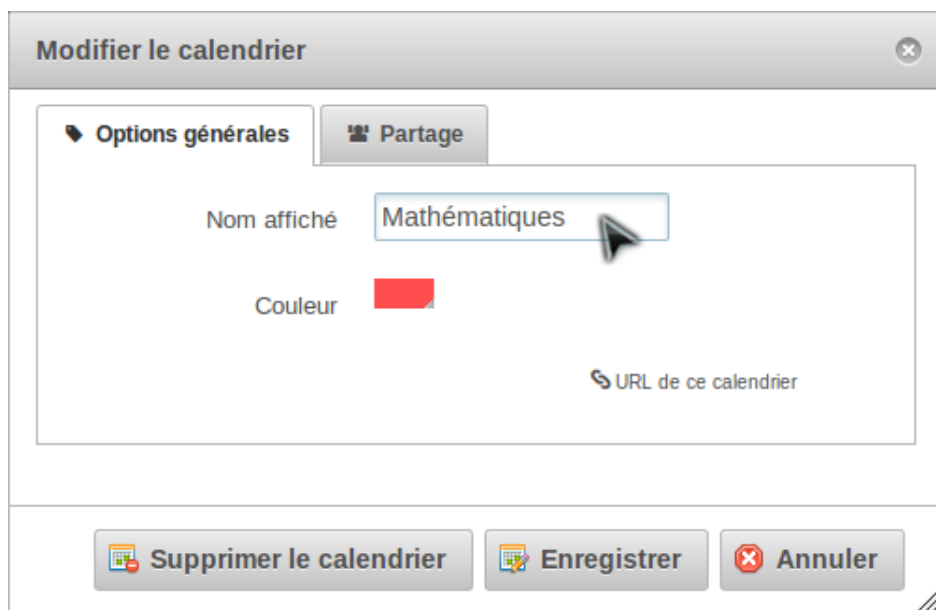 Modifier le calendrier
Options générales
Partage
Nom affiché
Mathématiques
Couleur
URL de ce calendrier
Supprimer le calendrier
Enregistrer
Annuler